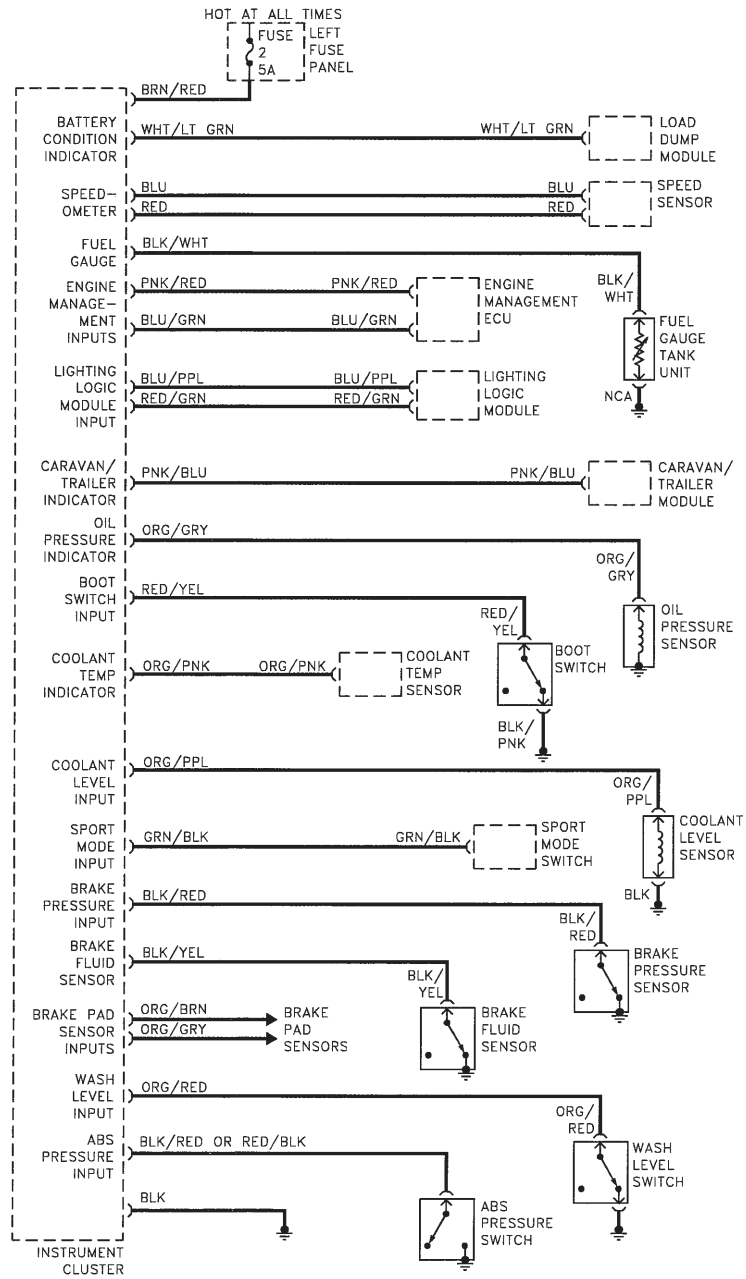 HOT AT ALL TIMES
FUSE
2
5A
LEFT
FUSE
PANEL
BRN/RED
BATTERY
CONDITION
INDICATOR
WHT/LT GRN
WHT/LT GRN
LOAD
DUMP
MODULE
SPEED-
OMETER
BLU
RED
BLU
RED
SPEED
SENSOR
FUEL
GAUGE
BLK/WHT
BLK/
WHT
FUEL
GAUGE
TANK
UNIT
NCA
ENGINE
MANAGE-
MENT
INPUTS
PNK/RED
BLU/GRN
PNK/RED
BLU/GRN
ENGINE
MANAGEMENT
ECU
LIGHTING
LOGIC
MODULE
INPUT
BLU/PPL
RED/GRN
BLU/PPL
RED/GRN
LIGHTING
LOGIC
MODULE
CARAVAN/
TRAILER
INDICATOR
PNK/BLU
PNK/BLU
CARAVAN/
TRAILER
MODULE
OIL
PRESSURE
INDICATOR
ORG/GRY
ORG/
GRY
OIL
PRESSURE
SENSOR
BOOT
SWITCH
INPUT
RED/YEL
RED/
YEL
BOOT
SWITCH
BLK/
PNK
COOLANT
TEMP
INDICATOR
ORG/PNK
ORG/PNK
COOLANT
TEMP
SENSOR
COOLANT
LEVEL
INPUT
ORG/PPL
ORG/
PPL
COOLANT
LEVEL
SENSOR
BLK
SPORT
MODE
INPUT
GRN/BLK
GRN/BLK
SPORT
MODE
SWITCH
BRAKE
PRESSURE
INPUT
BLK/RED
BLK/
RED
BRAKE
PRESSURE
SENSOR
BRAKE
FLUID
SENSOR
BLK/YEL
BLK/
YEL
BRAKE
FLUID
SENSOR
BRAKE PAD
SENSOR
INPUTS
ORG/BRN
ORG/GRY
BRAKE
PAD
SENSORS
WASH
LEVEL
INPUT
ORG/RED
ORG/
RED
WASH
LEVEL
SWITCH
ABS
PRESSURE
INPUT
BLK/RED OR RED/BLK
ABS
PRESSURE
SWITCH
BLK
INSTRUMENT
CLUSTER